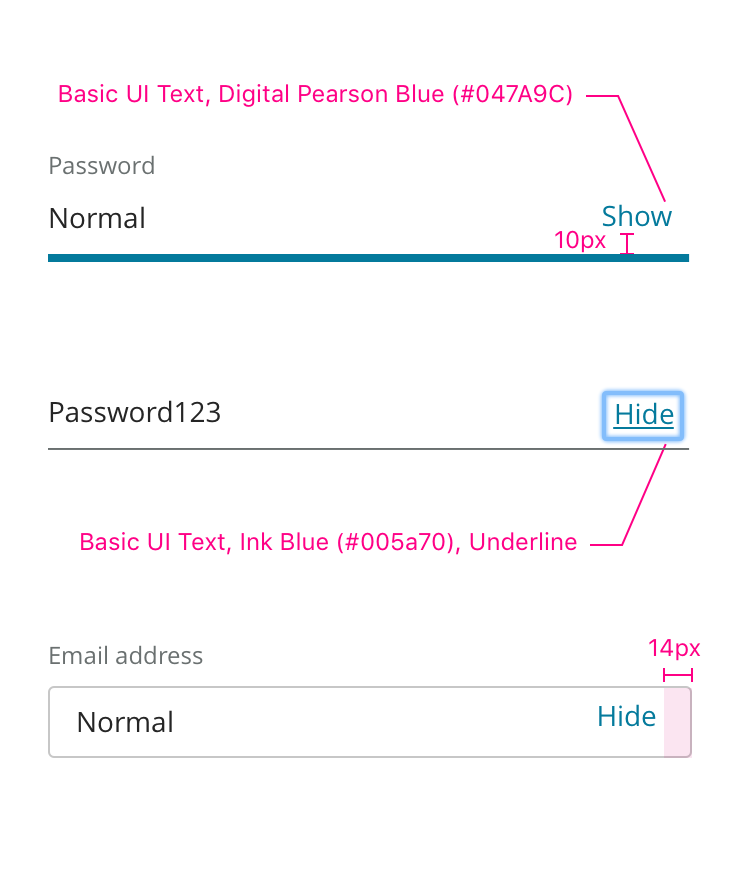 Basic UI Text, Digital Pearson Blue (#047A9C)
Password
Normal
Show
10px
Password123
Hide
Basic UI Text, Ink Blue (#005a70), Underline
14px
Email address
Normal
Hide